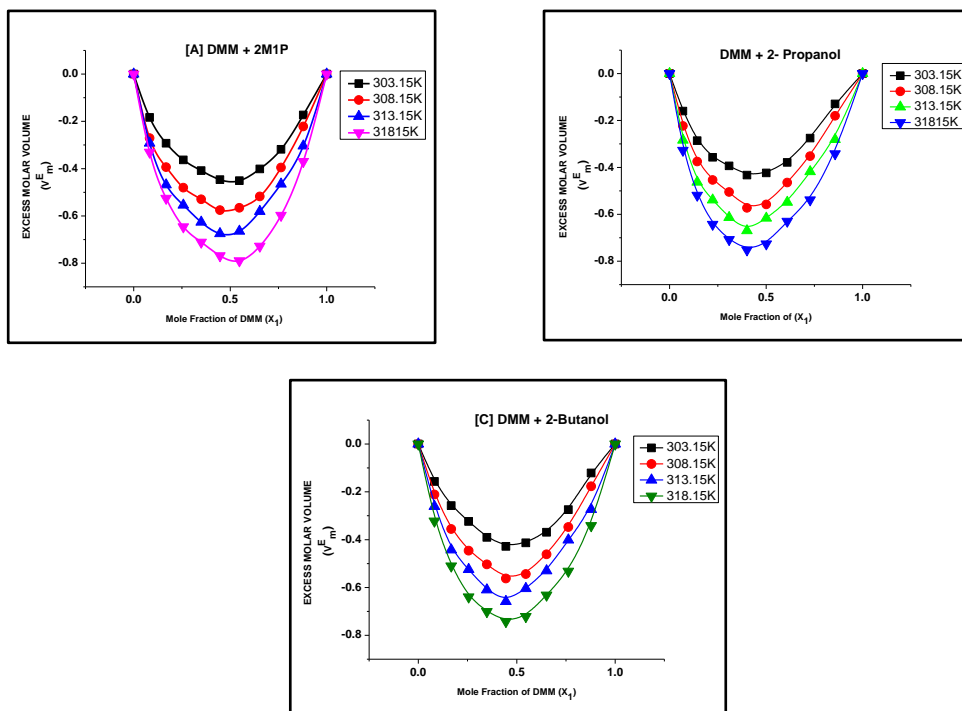 [A] DMM + 2M1P
0.0
-0.2
-0.4
-0.6
-0.8
EXCESS MOLAR VOLUME
(V^E_m)
303.15K
308.15K
313.15K
31815K
0.0 0.5 1.0
Mole Fraction of DMM (X_1)
DMM + 2- Propanol
0.0
-0.2
-0.4
-0.6
-0.8
EXCESS MOLAR VOLUME
(V^E_m)
303.15K
308.15K
313.15K
31815K
0.0 0.5 1.0
Mole Fraction of (X_1)
[C] DMM + 2-Butanol
0.0
-0.2
-0.4
-0.6
-0.8
EXCESS MOLAR VOLUME
(V^E_m)
303.15K
308.15K
313.15K
318.15K
0.0 0.5 1.0
Mole Fraction of DMM (X_1)